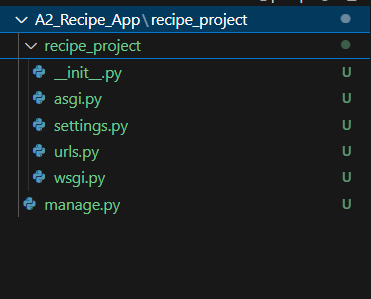 A2_Recipe_App\recipe_project
recipe_project
__init__.py U
asgi.py U
settings.py U
urls.py U
wsgi.py U
manage.py U